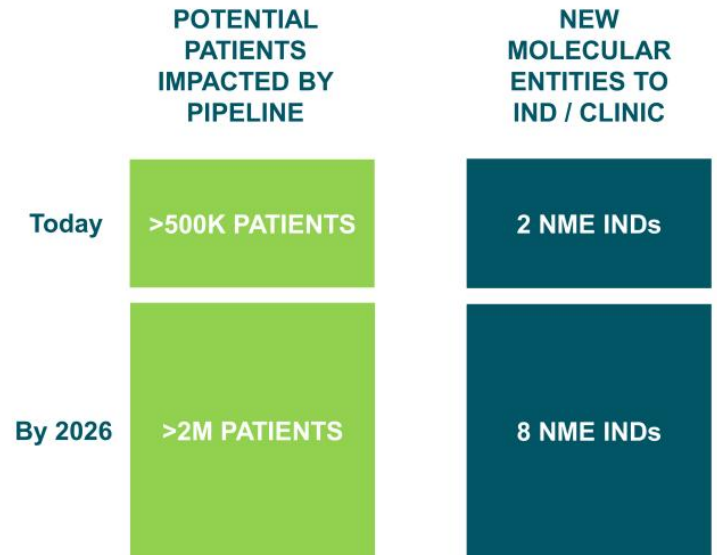 POTENTIAL
PATIENTS
IMPACTED BY
PIPELINE
NEW
MOLECULAR
ENTITIES TO
IND / CLINIC
Today
>500K PATIENTS
2 NME INDs
By 2026
>2M PATIENTS
8 NME INDs